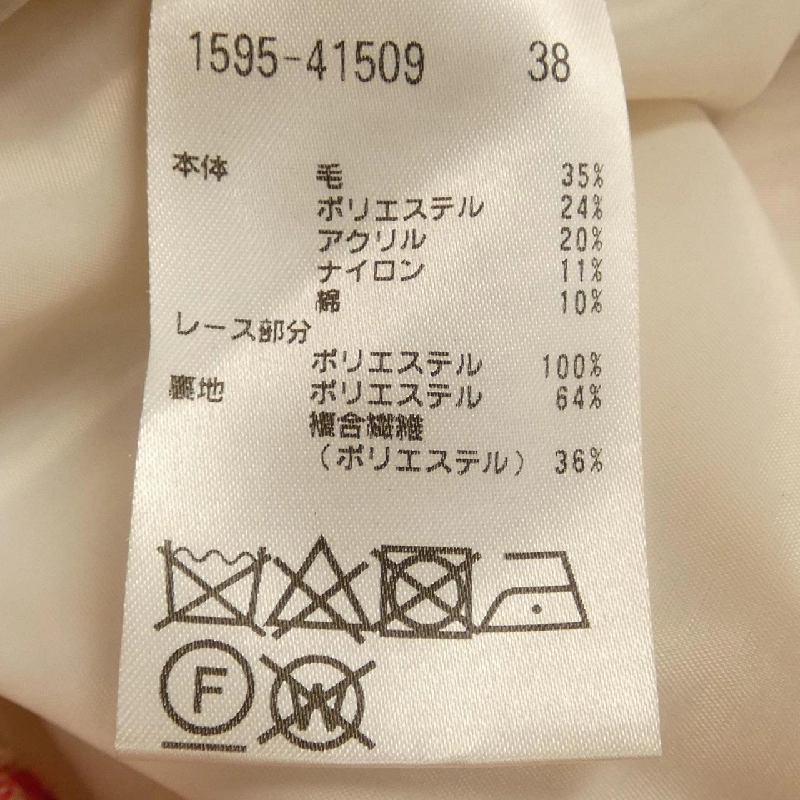 1595-41509 38
本体 毛 35%
ポリエステル 24%
アクリル 20%
ナイロン 11%
綿 10%
レース部分
ポリエステル 100%
裏地 ポリエステル 64%
複合繊維
（ポリエステル） 36%
F W